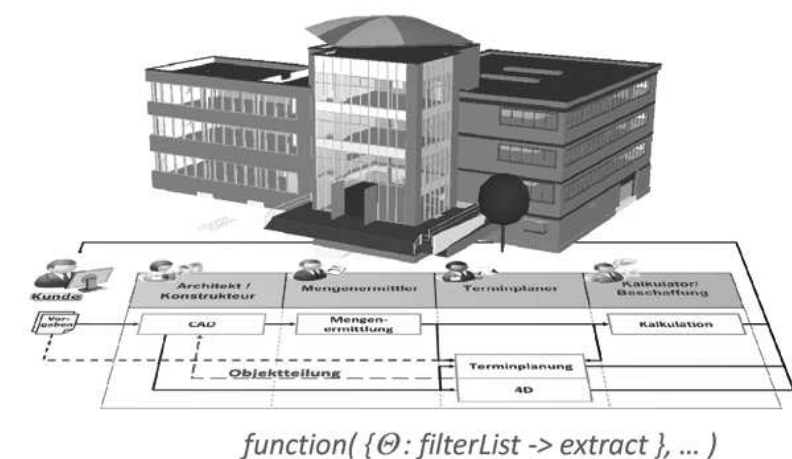 Kunde
Architekt /
Konstrukteur
Mengenermittler
Terminplaner
Kalkulator/
Beschaffung
Vor-
gaben
CAD
Mengen-
ermittlung
Kalkulation
Terminplanung
Objektteilung
4D
function( {Θ: filterList -> extract }, ... )